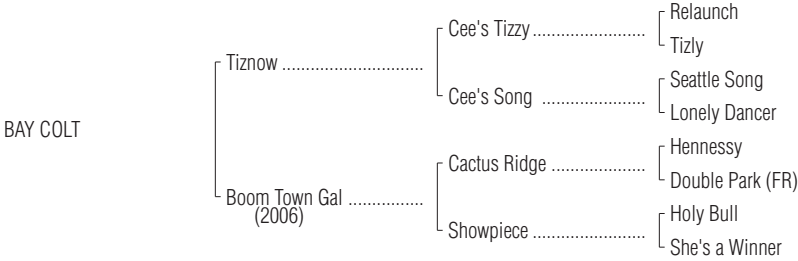 Relaunch
Cee's Tizzy ........................
Tizly
Tiznow ..............................
Seattle Song
Cee's Song ......................
Lonely Dancer
BAY COLT
Hennessy
Cactus Ridge ....................
Double Park (FR)
Boom Town Gal ................
(2006)
Holy Bull
Showpiece ........................
She's a Winner